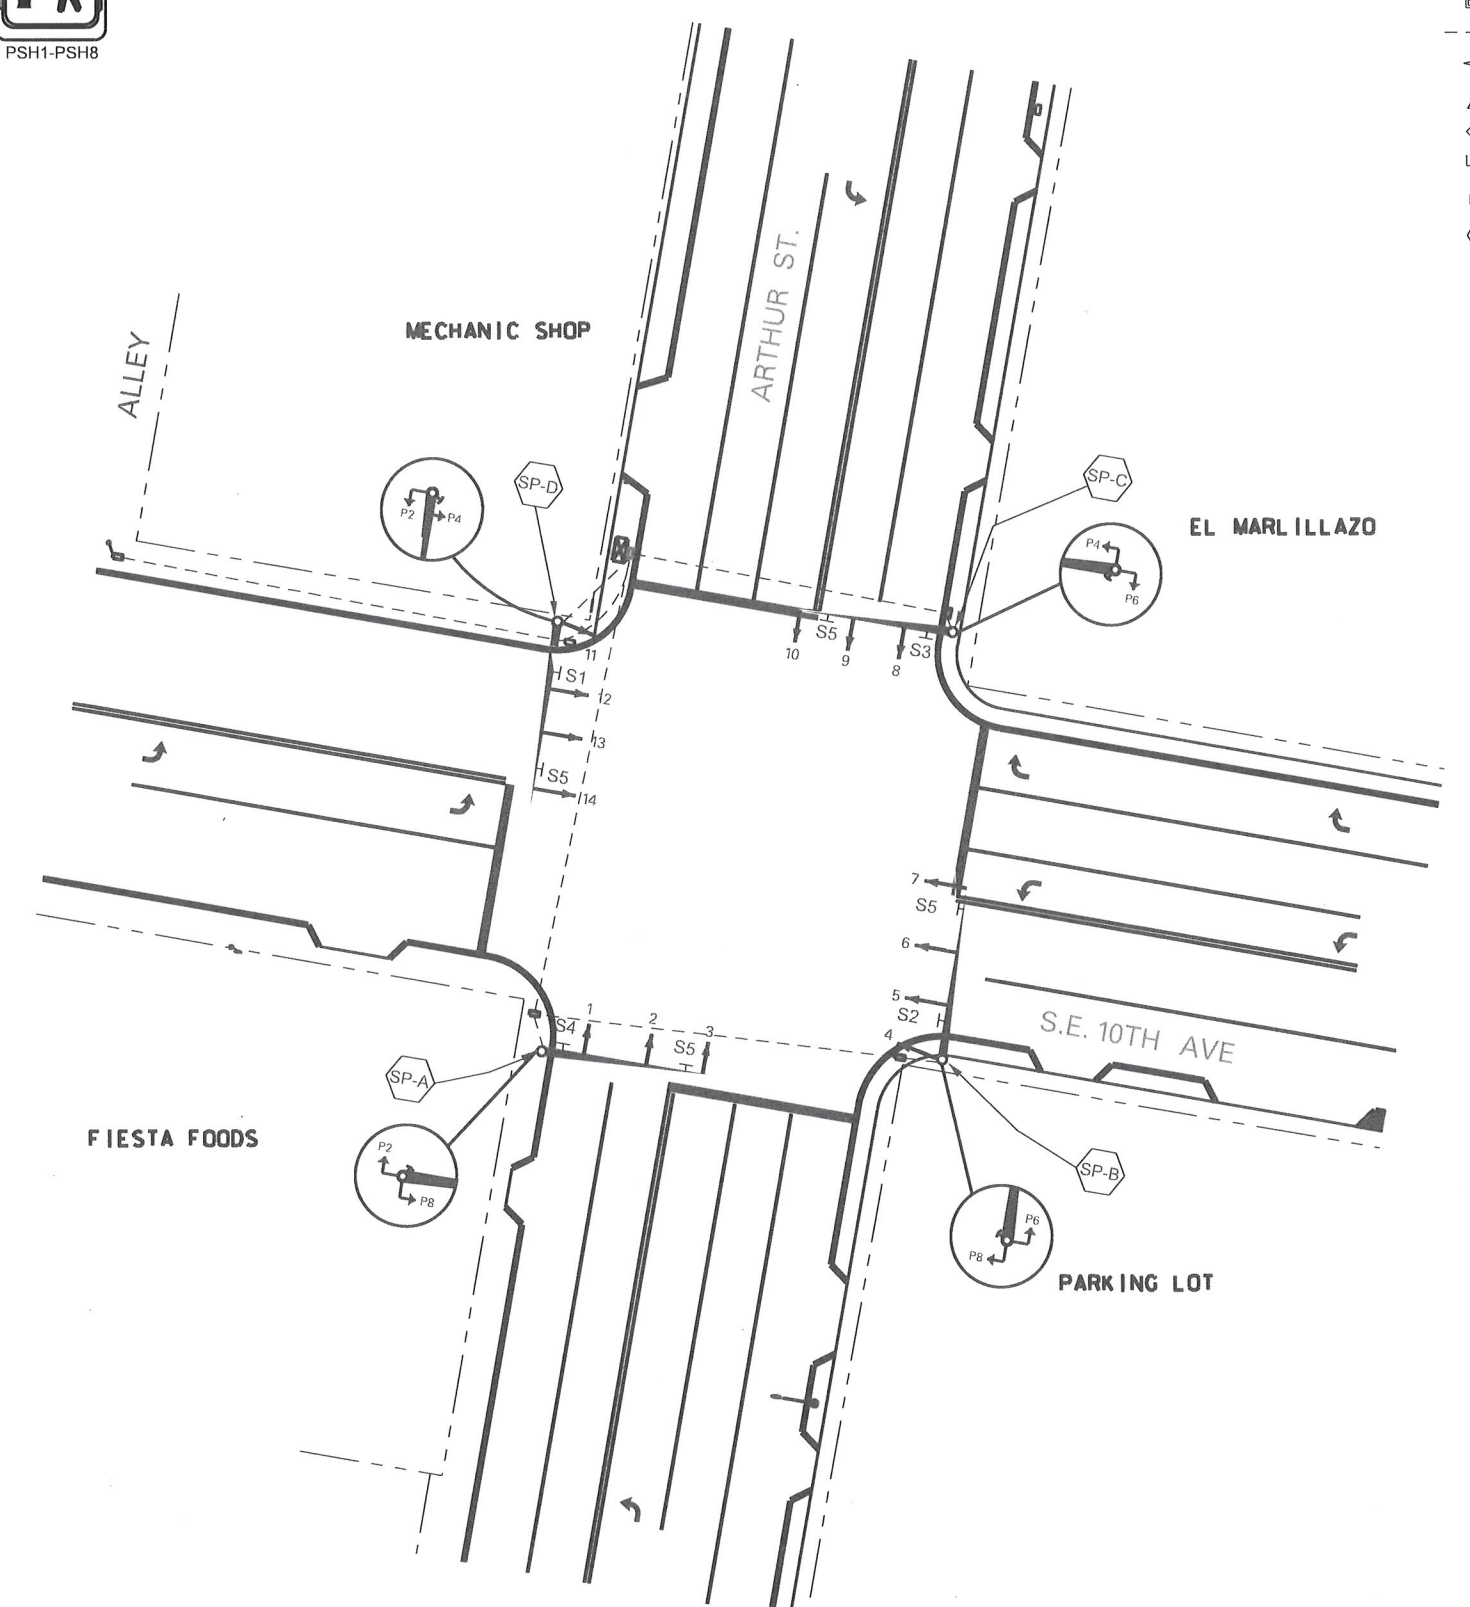 PSH1-PSH8
MECHANIC SHOP
ALLEY
ARTHUR ST.
SP-D
SP-C
P2
P4
EL MARLILLAZO
P4
P6
11
S1
12
13
S5
14
10
S5
9
8
S3
7
S5
6
5
S2
4
S.E. 10TH AVE
1
S4
2
3
S5
SP-A
FIESTA FOODS
P2
P8
SP-B
P6
P8
PARKING LOT